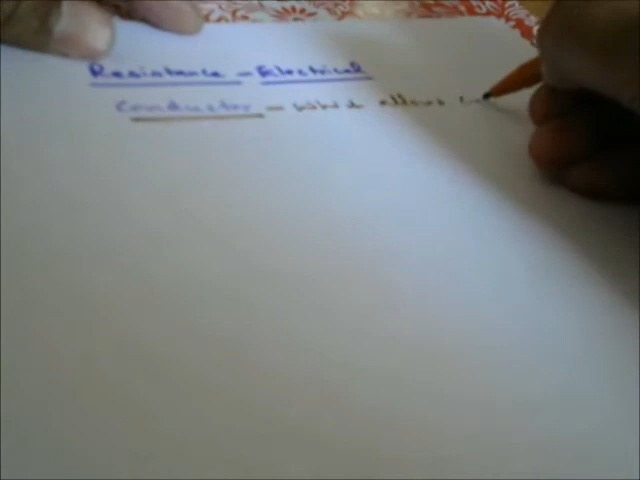 Resistance - Electrical
Conductor - which allows